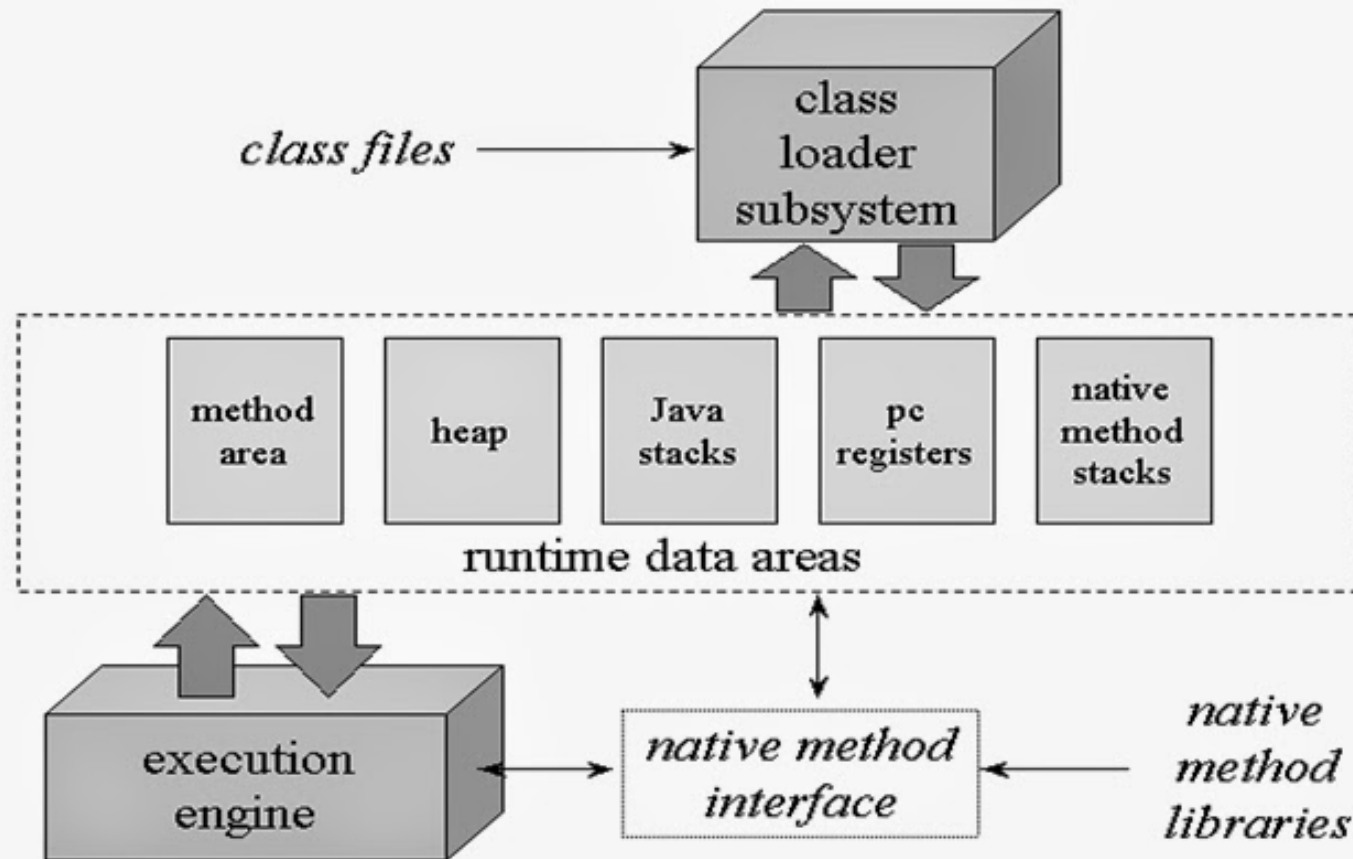 class
loader
subsystem
class files
method
area
heap
Java
stacks
pc
registers
native
method
stacks
runtime data areas
execution
engine
native method
interface
native
method
libraries